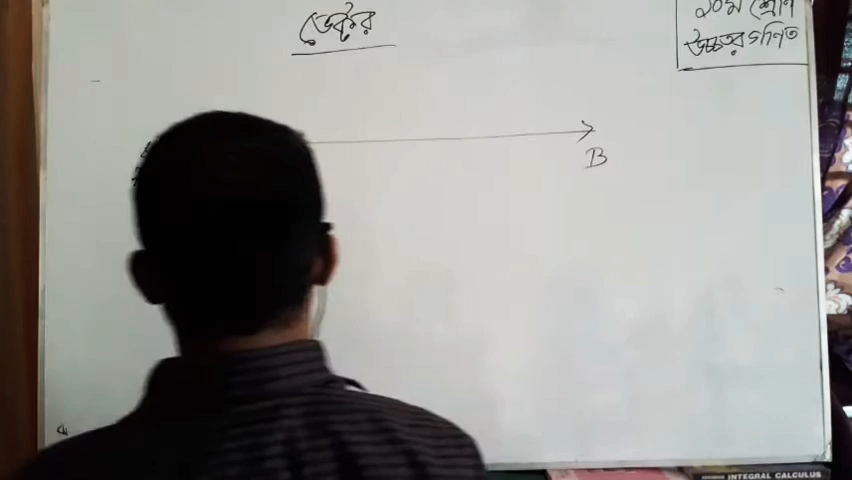 ভেক্টর
১০ম শ্রেণি
উচ্চতর গণিত
B
INTEGRAL CALCULUS